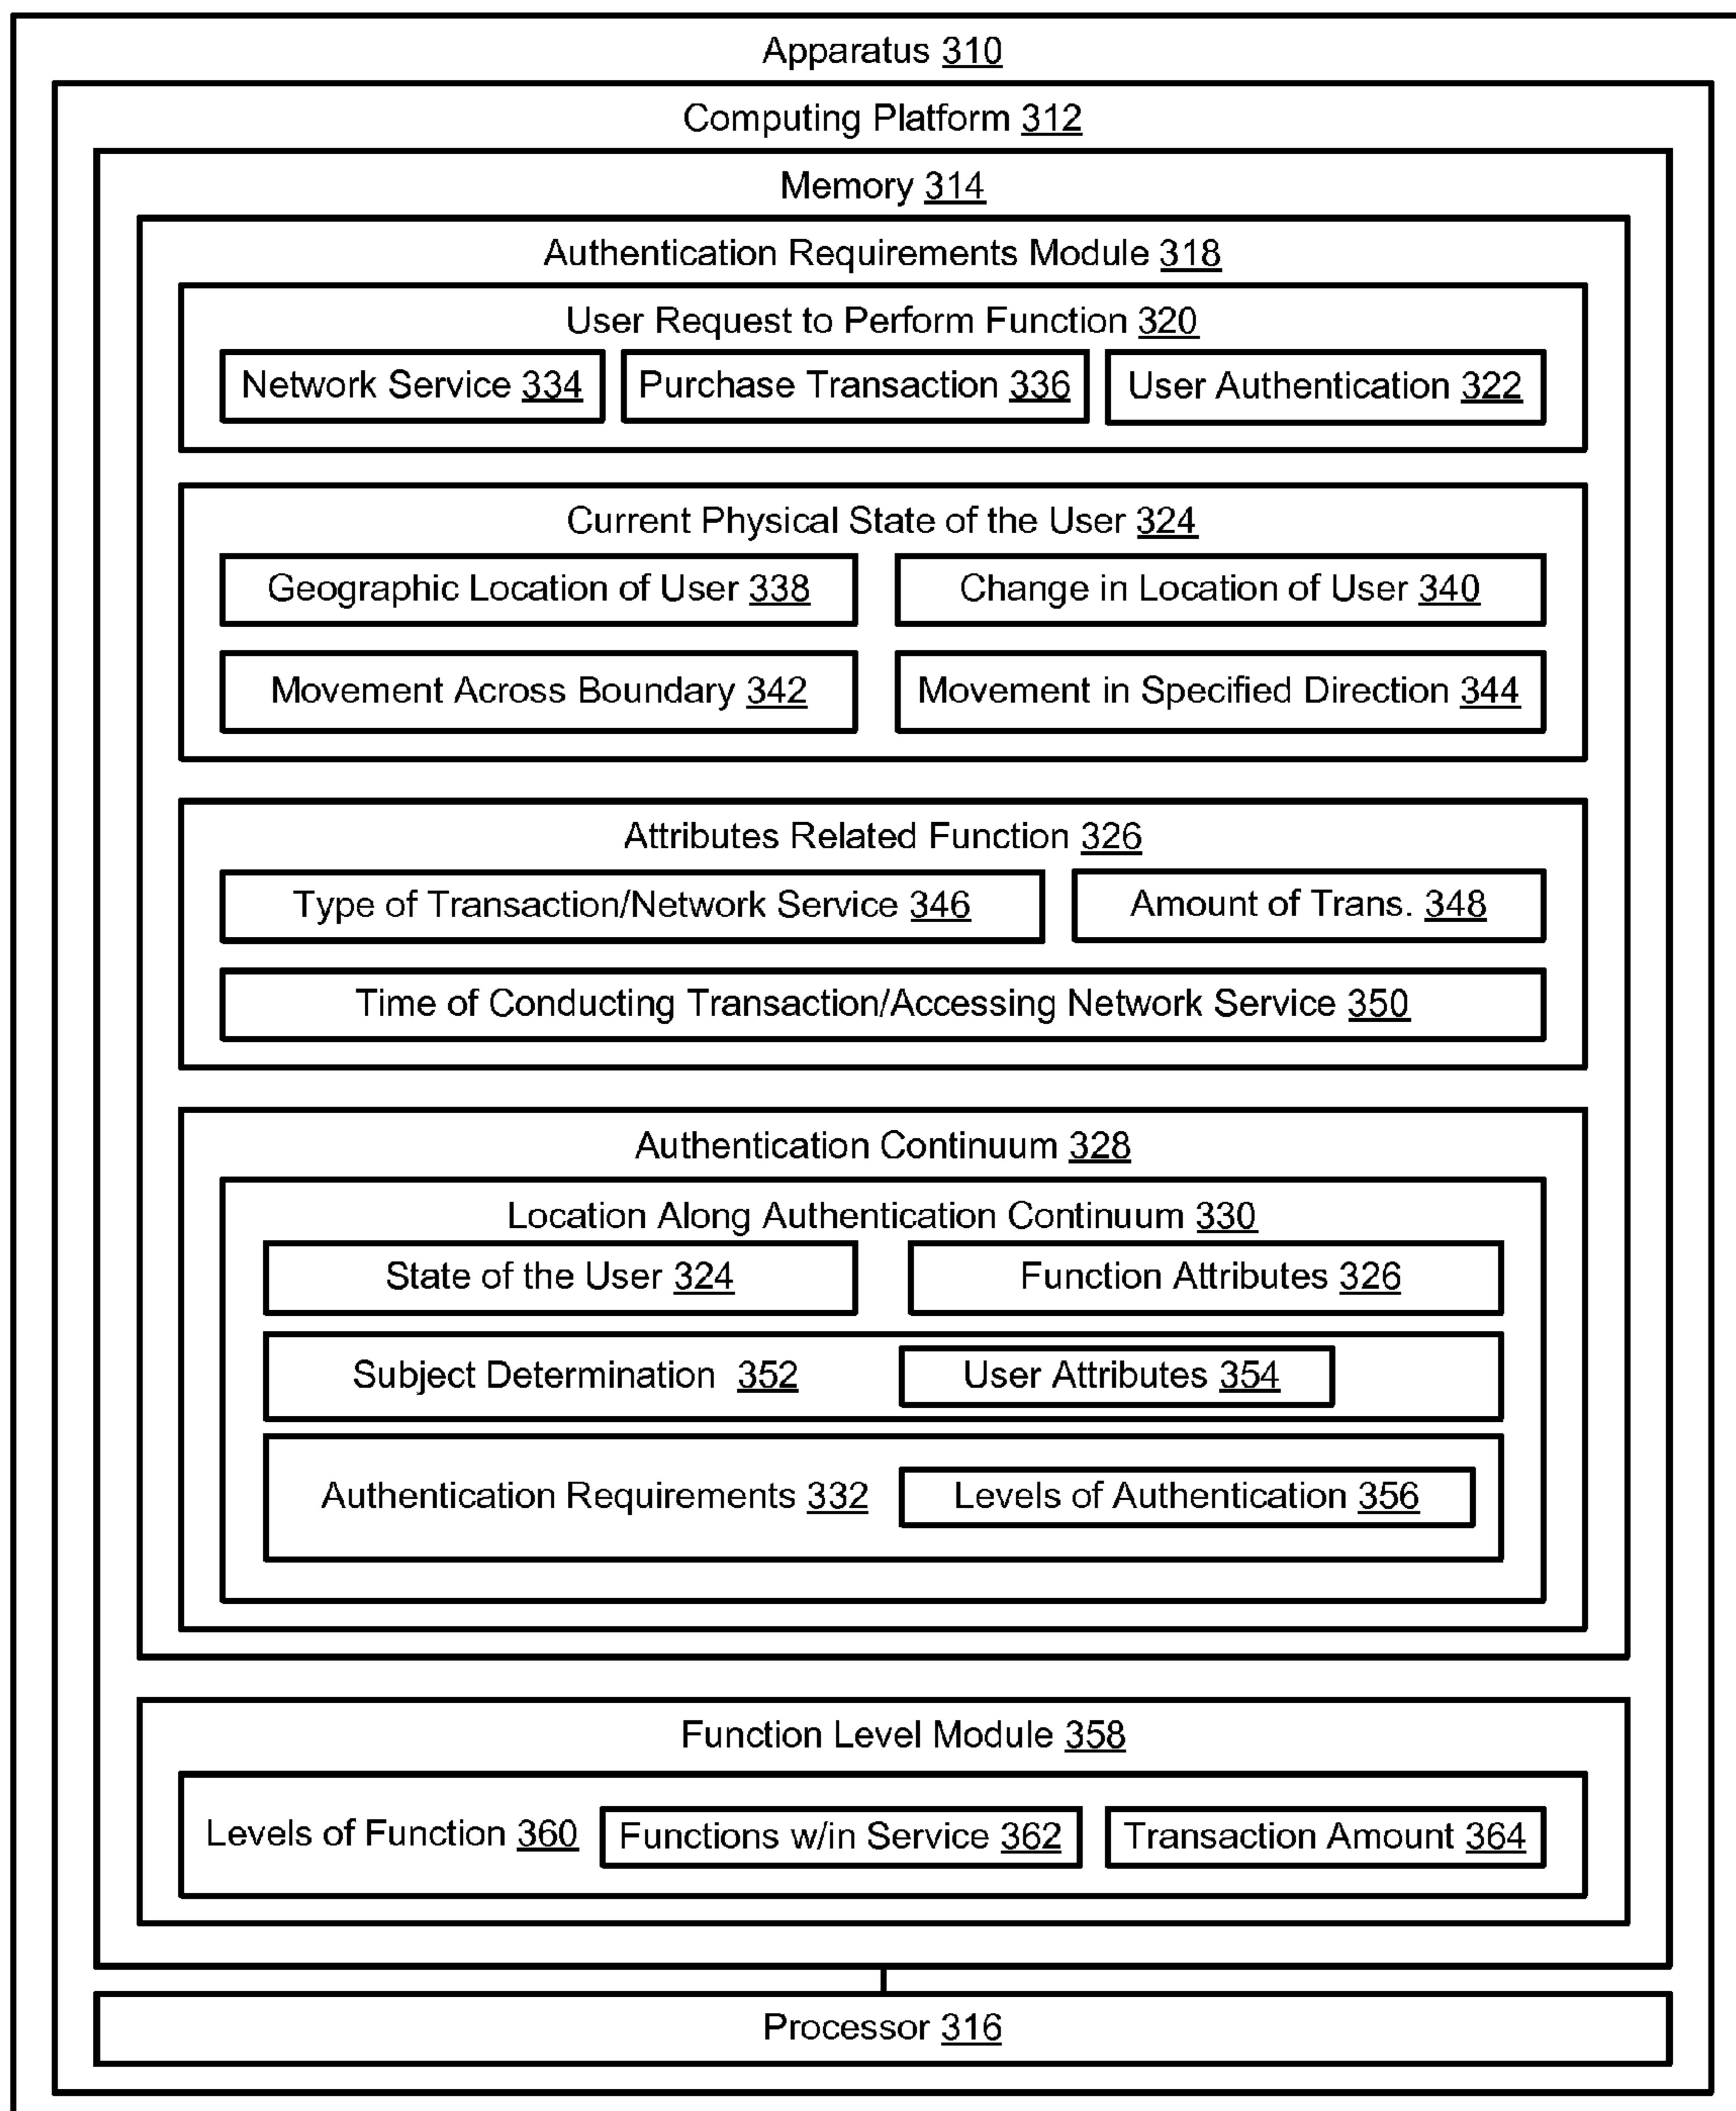 Apparatus 310
Computing Platform 312
Memory 314
Authentication Requirements Module 318
User Request to Perform Function 320
Network Service 334
Purchase Transaction 336
User Authentication 322
Current Physical State of the User 324
Geographic Location of User 338
Change in Location of User 340
Movement Across Boundary 342
Movement in Specified Direction 344
Attributes Related Function 326
Type of Transaction/Network Service 346
Amount of Trans. 348
Time of Conducting Transaction/Accessing Network Service 350
Authentication Continuum 328
Location Along Authentication Continuum 330
State of the User 324
Function Attributes 326
Subject Determination 352
User Attributes 354
Authentication Requirements 332
Levels of Authentication 356
Function Level Module 358
Levels of Function 360
Functions w/in Service 362
Transaction Amount 364
Processor 316